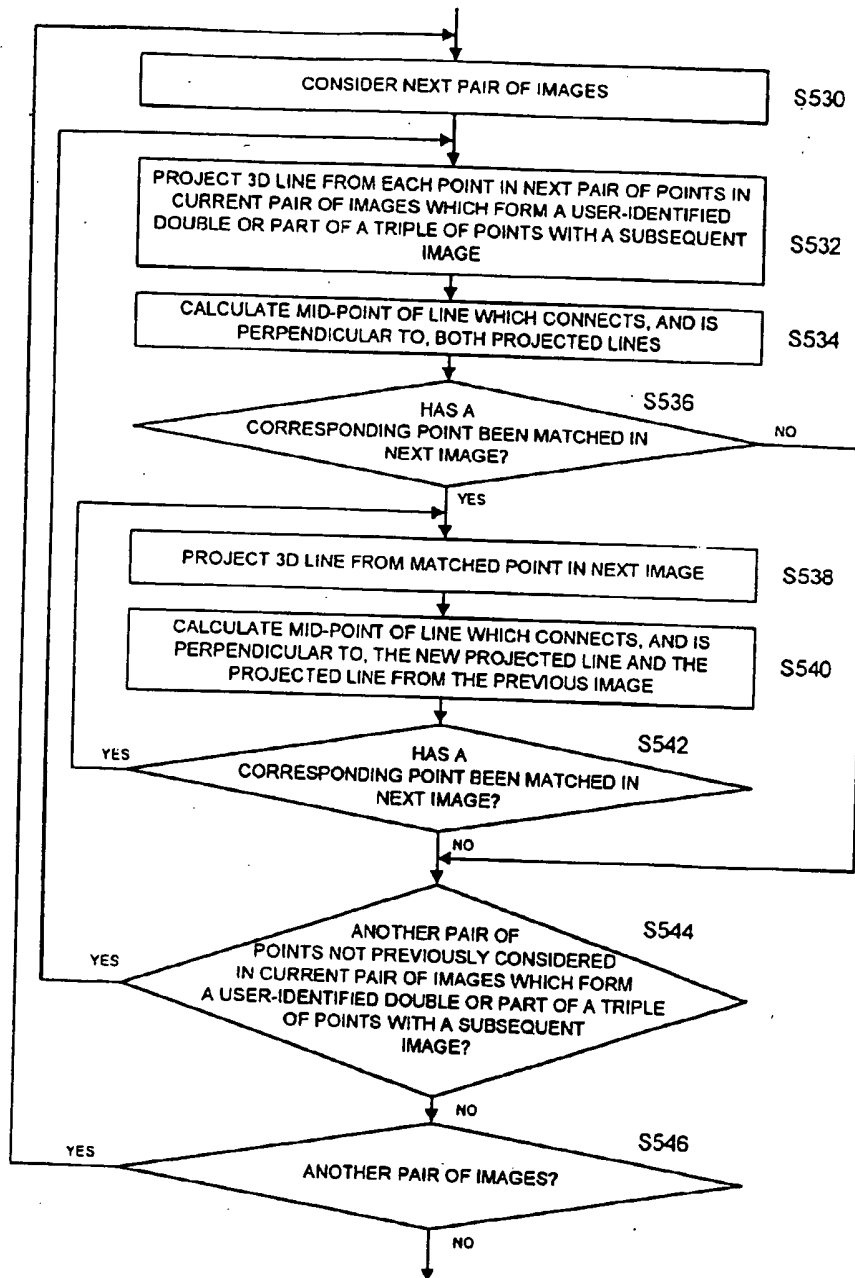 CONSIDER NEXT PAIR OF IMAGES
S530
PROJECT 3D LINE FROM EACH POINT IN NEXT PAIR OF POINTS IN
CURRENT PAIR OF IMAGES WHICH FORM A USER-IDENTIFIED
DOUBLE OR PART OF A TRIPLE OF POINTS WITH A SUBSEQUENT
IMAGE
S532
CALCULATE MID-POINT OF LINE WHICH CONNECTS, AND IS
PERPENDICULAR TO, BOTH PROJECTED LINES
S534
S536
HAS A
CORRESPONDING POINT BEEN MATCHED IN
NEXT IMAGE?
NO
YES
PROJECT 3D LINE FROM MATCHED POINT IN NEXT IMAGE
S538
CALCULATE MID-POINT OF LINE WHICH CONNECTS, AND IS
PERPENDICULAR TO, THE NEW PROJECTED LINE AND THE
PROJECTED LINE FROM THE PREVIOUS IMAGE
S540
S542
YES
HAS A
CORRESPONDING POINT BEEN MATCHED IN
NEXT IMAGE?
NO
S544
ANOTHER PAIR OF
POINTS NOT PREVIOUSLY CONSIDERED
IN CURRENT PAIR OF IMAGES WHICH FORM
A USER-IDENTIFIED DOUBLE OR PART OF A TRIPLE
OF POINTS WITH A SUBSEQUENT
IMAGE?
YES
NO
S546
YES
ANOTHER PAIR OF IMAGES?
NO